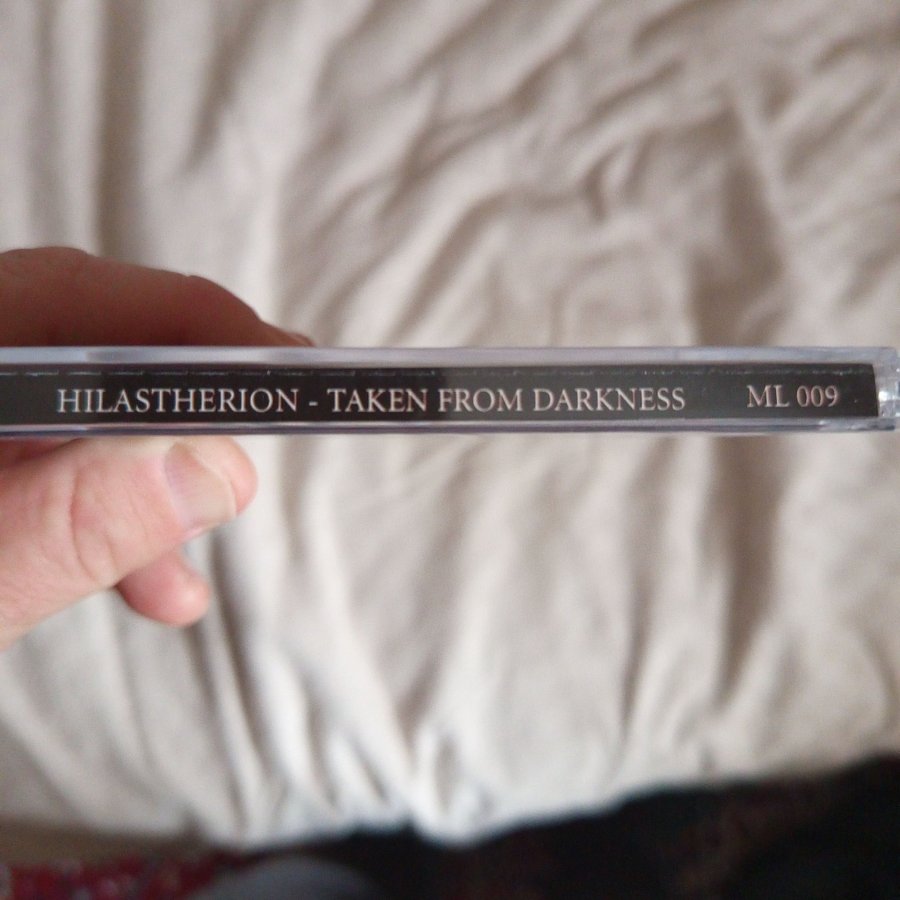 HILASTHERION - TAKEN FROM DARKNESS ML 009